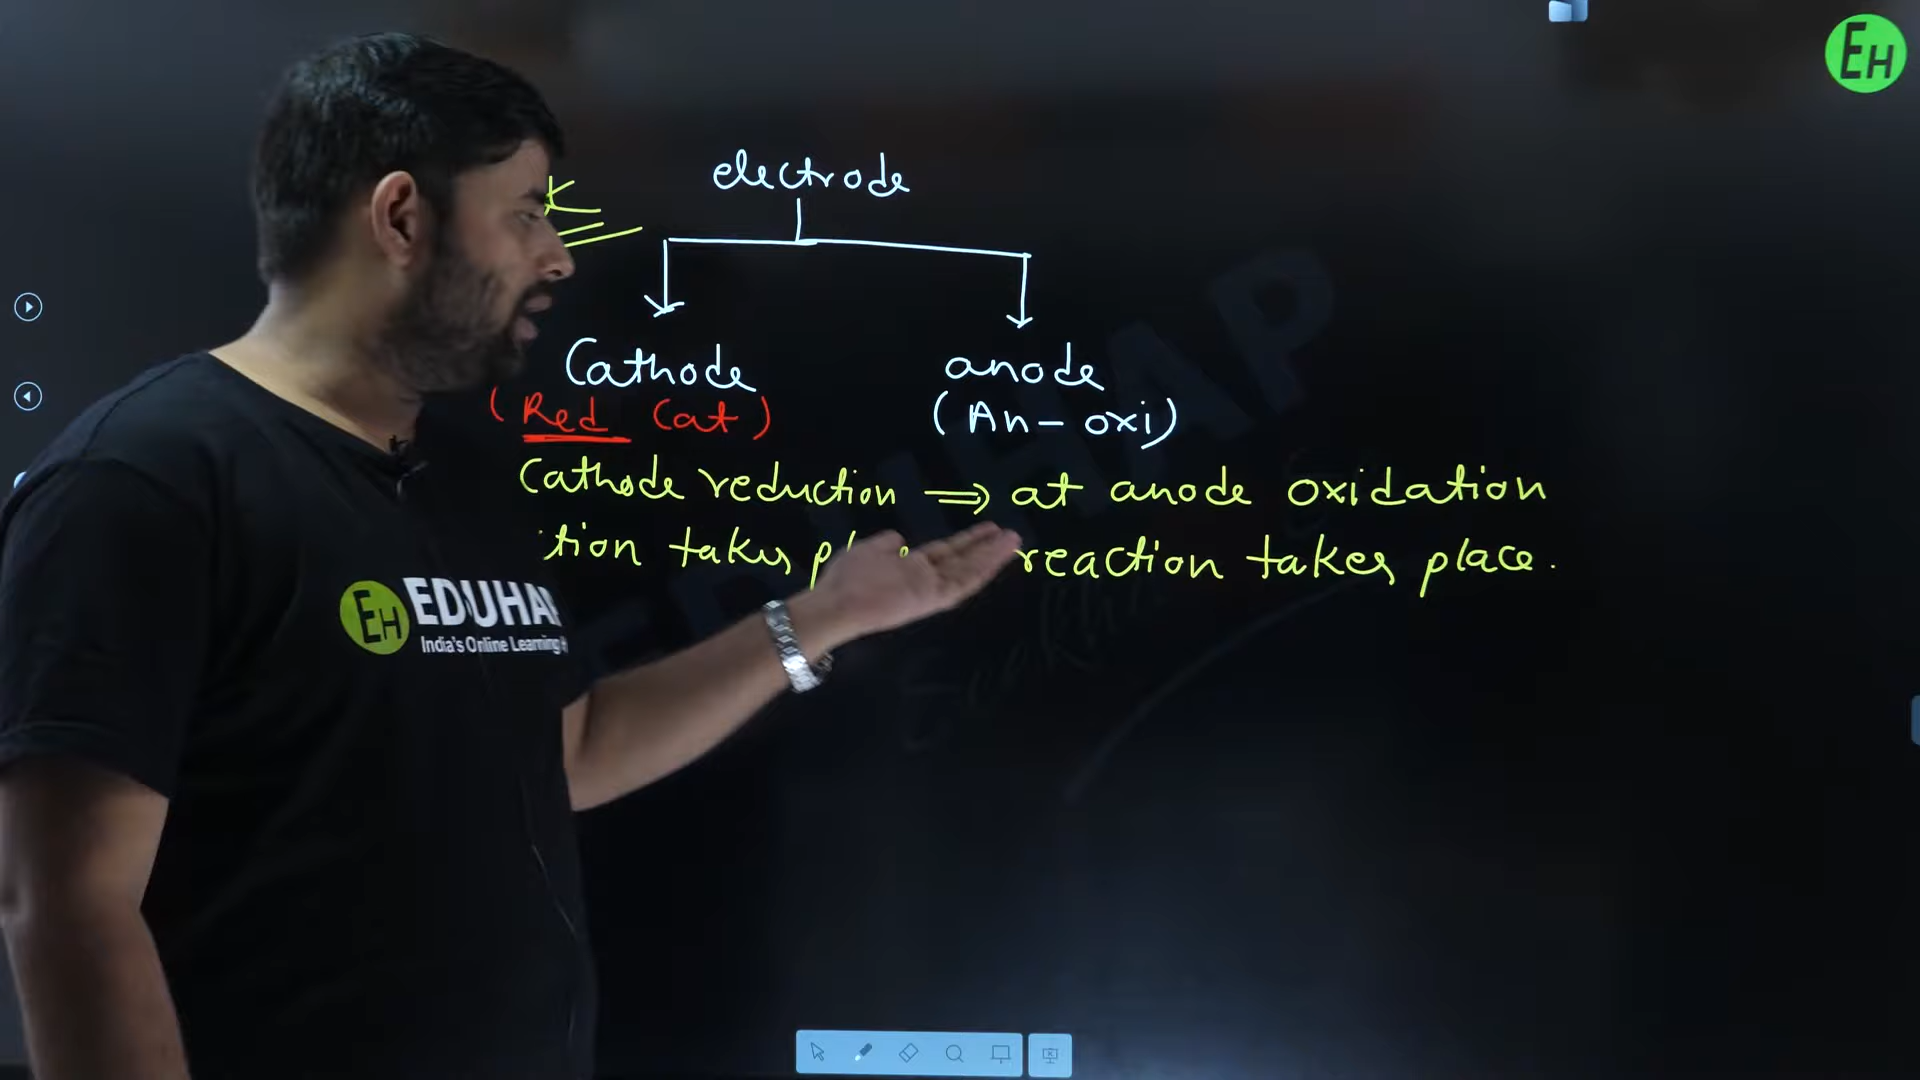 EH
electrode
Cathode
anode
(Red Cat)
(An-oxi)
Cathode reduction
⇒ at anode oxidation
tion takes
reaction takes place.
EDUHAP
EH EDUHA
India's Online Learning